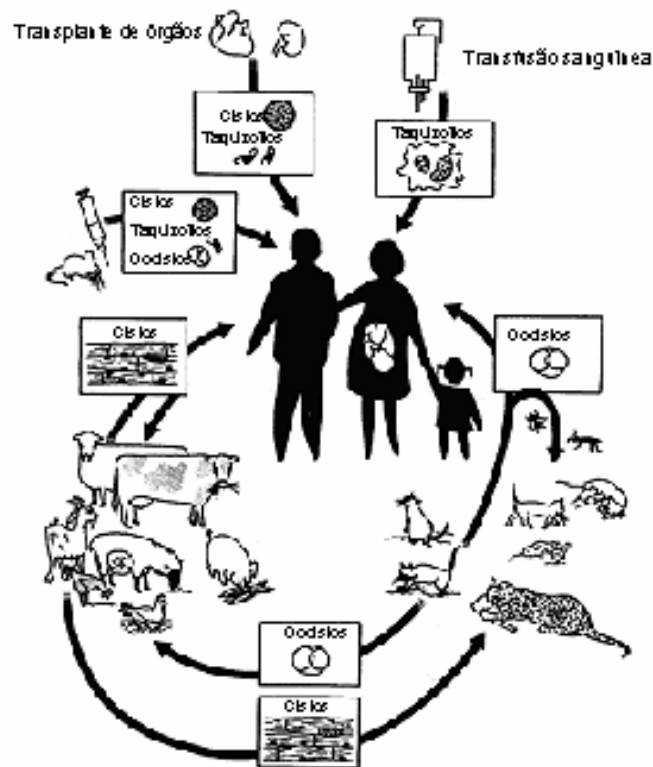 Transplante de órgãos
Transfusão sanguínea
Cistos
Taquizoítos
Taquizoítos
Cistos
Taquizoítos
Oocistos
Cistos
Oocistos
Oocistos
Cistos